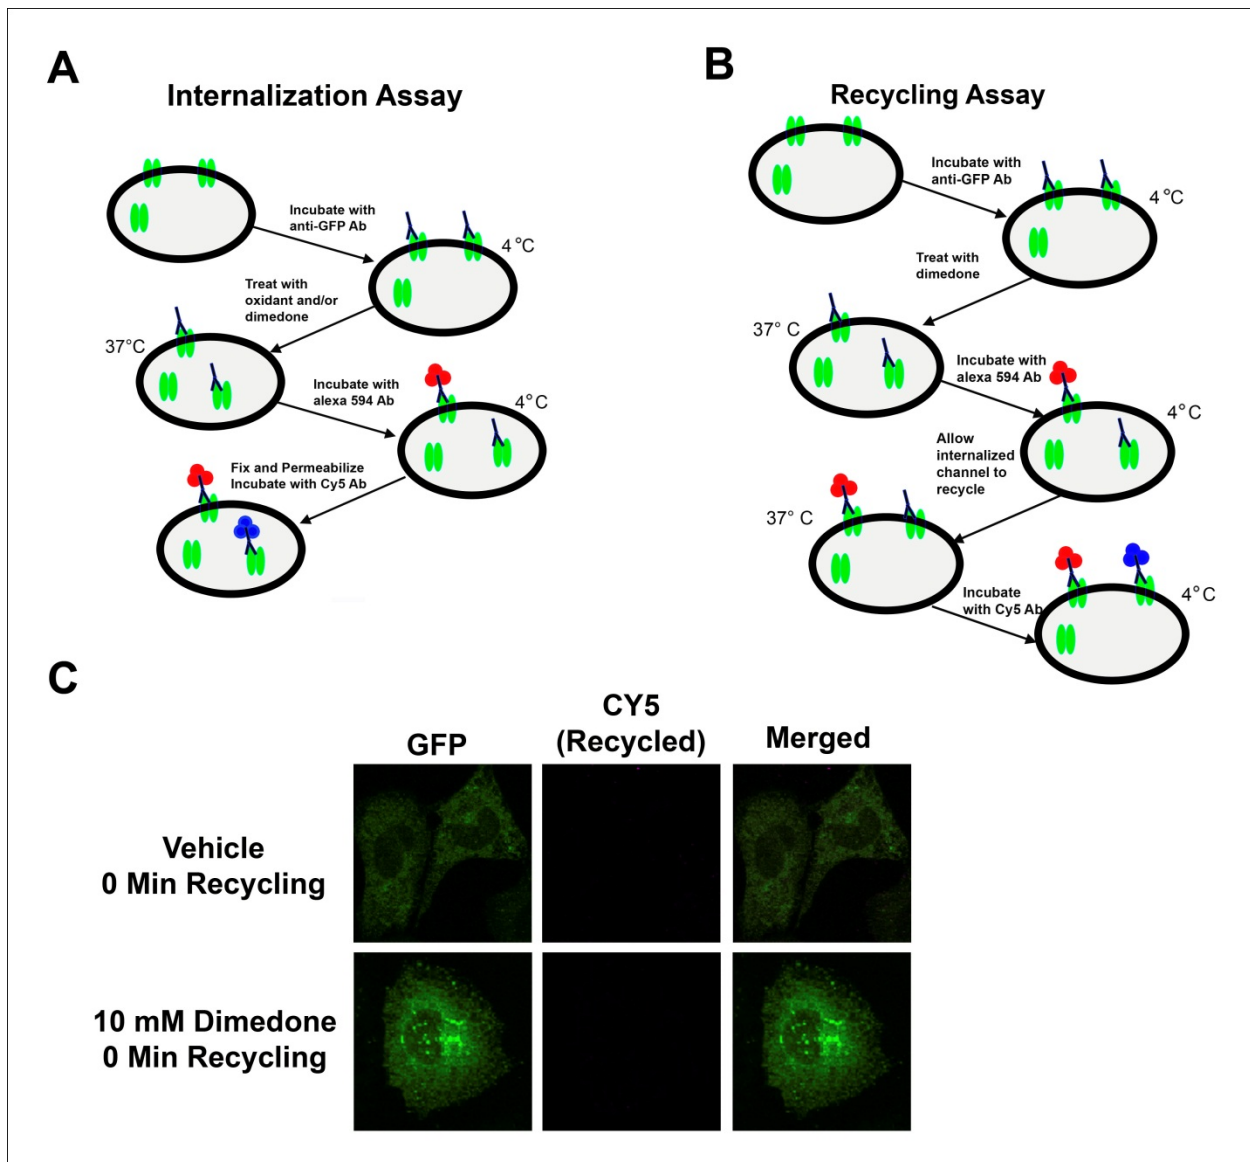 A
Internalization Assay
Incubate with
anti-GFP Ab
4 °C
Treat with
oxidant and/or
dimedone
37°C
Incubate with
alexa 594 Ab
4°C
Fix and Permeabilize
Incubate with Cy5 Ab
B
Recycling Assay
Incubate with
anti-GFP Ab
4 °C
Treat with
dimedone
37° C
Incubate with
alexa 594 Ab
4° C
Allow
internalized
channel to
recycle
37° C
Incubate
with Cy5 Ab
4° C
C
GFP
CY5
(Recycled)
Merged
Vehicle
0 Min Recycling
10 mM Dimedone
0 Min Recycling